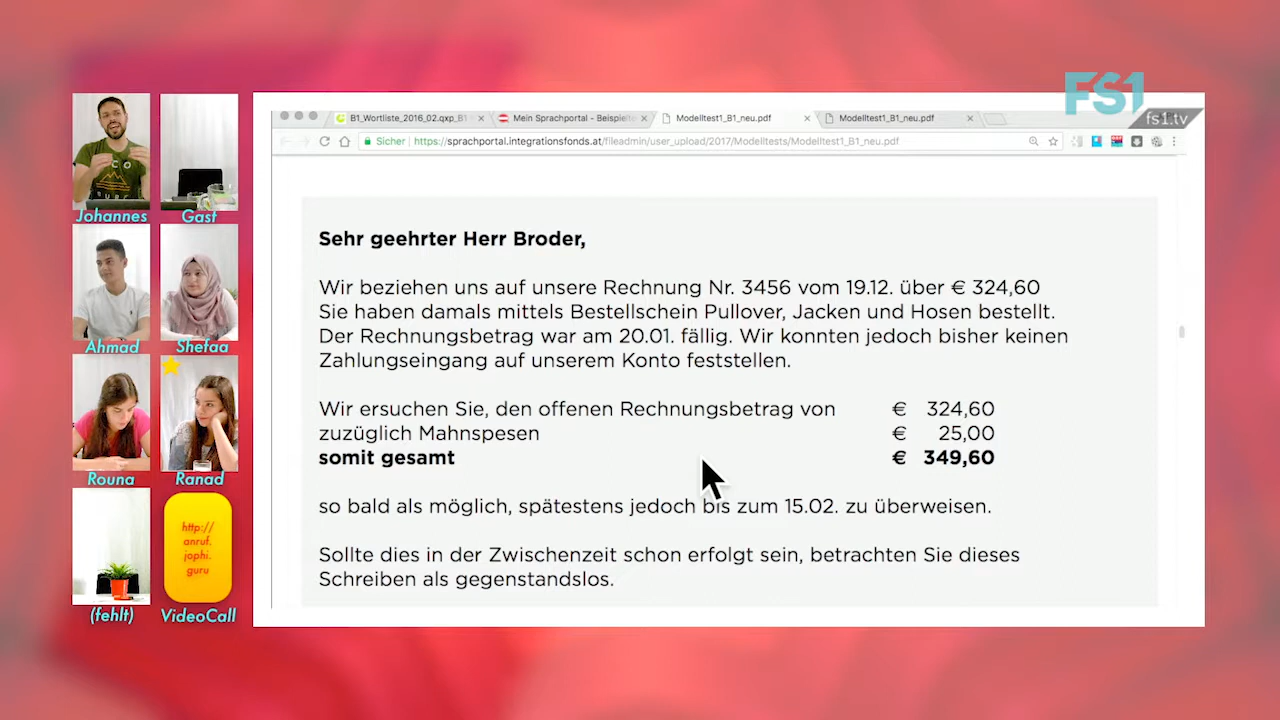 FS1
fs1.tv
B1_Wortliste_2016_02.qxp_B1
Mein Sprachportal - Beispielte
Modelltest1_B1_neu.pdf
Modelltest1_B1_neu.pdf
Sicher
https://sprachportal.integrationsfonds.at/fileadmin/user_upload/2017/Modelltests/Modelltest1_B1_neu.pdf
Sehr geehrter Herr Broder,
Wir beziehen uns auf unsere Rechnung Nr. 3456 vom 19.12. über € 324,60
Sie haben damals mittels Bestellschein Pullover, Jacken und Hosen bestellt.
Der Rechnungsbetrag war am 20.01. fällig. Wir konnten jedoch bisher keinen
Zahlungseingang auf unserem Konto feststellen.
Wir ersuchen Sie, den offenen Rechnungsbetrag von € 324,60
zuzüglich Mahnspesen € 25,00
somit gesamt € 349,60
so bald als möglich, spätestens jedoch bis zum 15.02. zu überweisen.
Sollte dies in der Zwischenzeit schon erfolgt sein, betrachten Sie dieses
Schreiben als gegenstandslos.
Johannes
Gast
Ahmad
Shefaa
Rouna
Ranad
(fehlt)
http://
anruf.
jophi.
guru
VideoCall